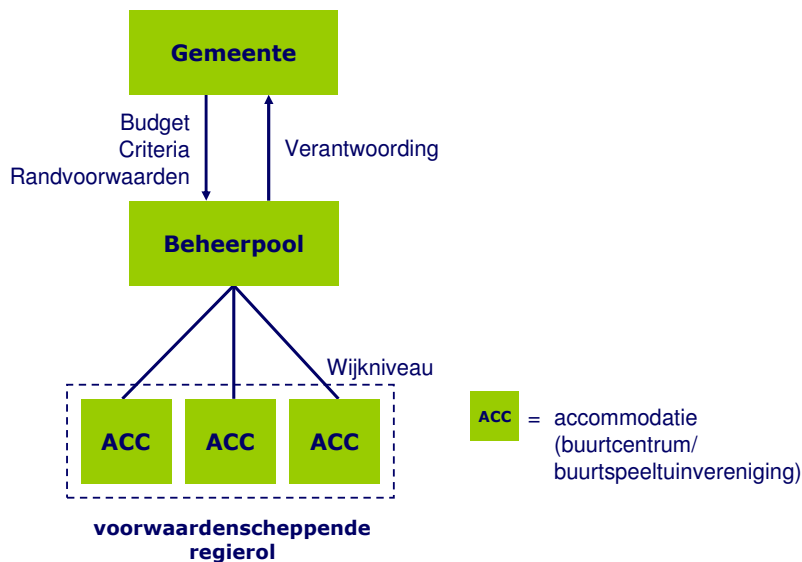 Gemeente
Budget
Criteria
Randvoorwaarden
Verantwoording
Beheerpool
Wijkniveau
ACC
ACC
ACC
ACC = accommodatie
(buurtcentrum/
buurtspeeltuinvereniging)
voorwaardenscheppende
regierol